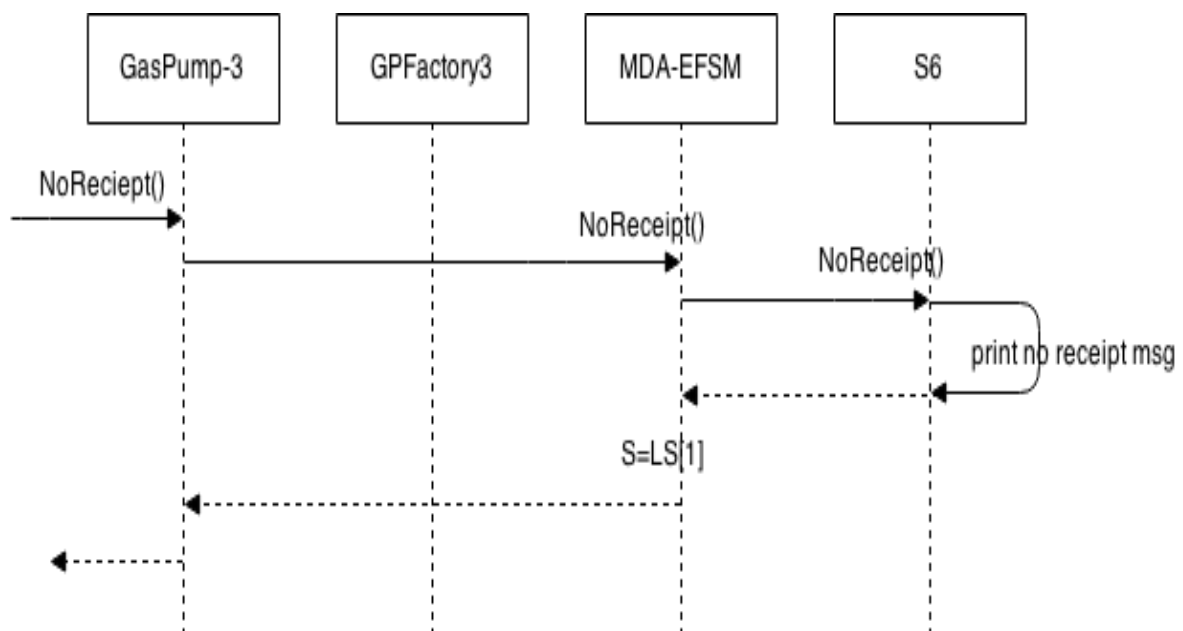 GasPump-3
GPFactory3
MDA-EFSM
S6
NoReciept()
NoReceipt()
NoReceipt()
print no receipt msg
S=LS[1]